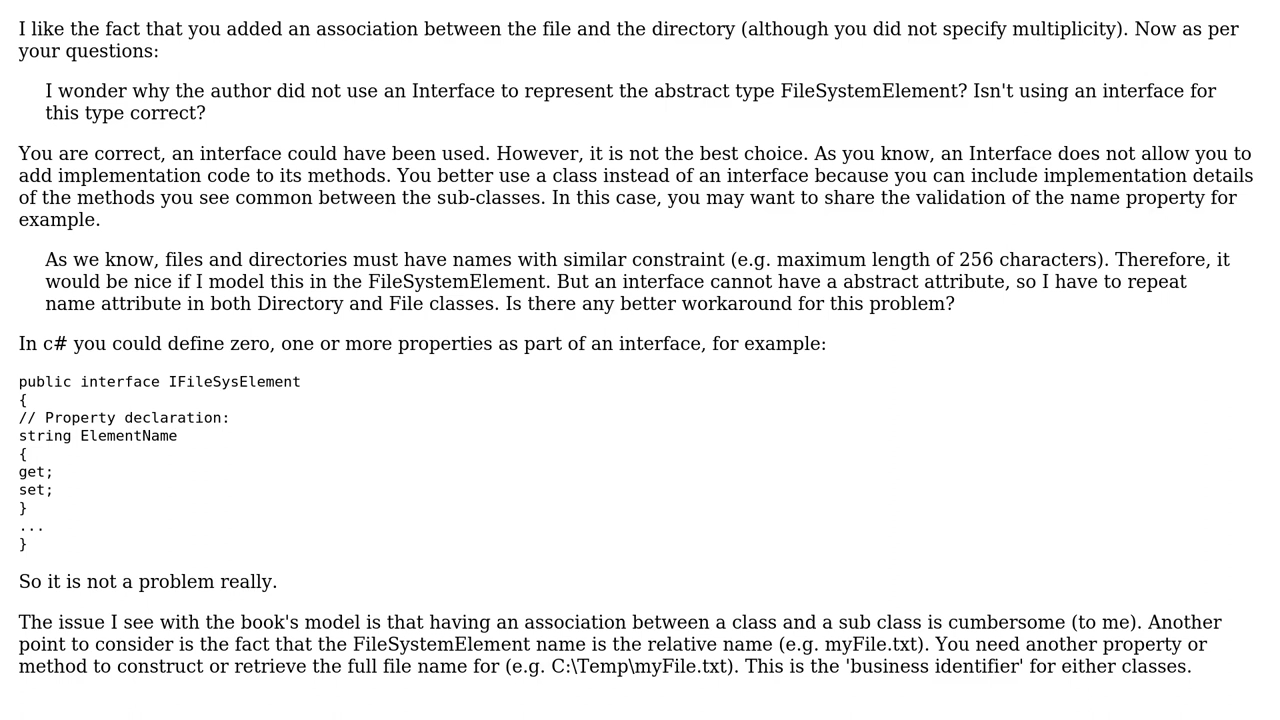 I like the fact that you added an association between the file and the directory (although you did not specify multiplicity). Now as per
your questions:
I wonder why the author did not use an Interface to represent the abstract type FileSystemElement? Isn't using an interface for
this type correct?
You are correct, an interface could have been used. However, it is not the best choice. As you know, an Interface does not allow you to
add implementation code to its methods. You better use a class instead of an interface because you can include implementation details
of the methods you see common between the sub-classes. In this case, you may want to share the validation of the name property for
example.
As we know, files and directories must have names with similar constraint (e.g. maximum length of 256 characters). Therefore, it
would be nice if I model this in the FileSystemElement. But an interface cannot have a abstract attribute, so I have to repeat
name attribute in both Directory and File classes. Is there any better workaround for this problem?
In c# you could define zero, one or more properties as part of an interface, for example:
public interface IFileSysElement
{
// Property declaration:
string ElementName
{
get;
set;
}
...
}
So it is not a problem really.
The issue I see with the book's model is that having an association between a class and a sub class is cumbersome (to me). Another
point to consider is the fact that the FileSystemElement name is the relative name (e.g. myFile.txt). You need another property or
method to construct or retrieve the full file name for (e.g. C:\Temp\myFile.txt). This is the 'business identifier' for either classes.